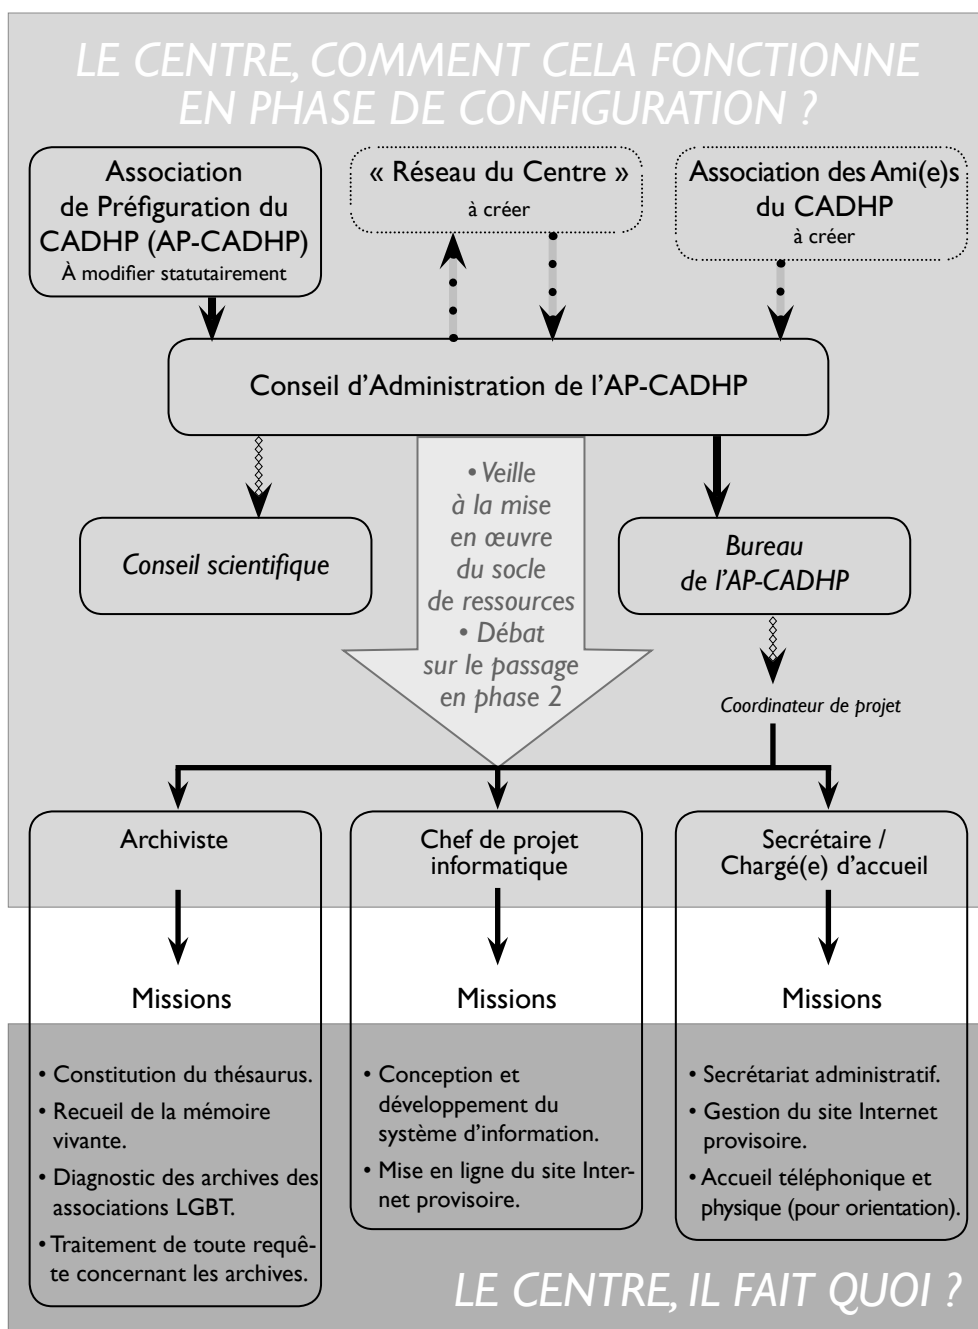 LE CENTRE, COMMENT CELA FONCTIONNE
EN PHASE DE CONFIGURATION ?
Association
de Préfiguration du
CADHP (AP-CADHP)
À modifier statutairement
« Réseau du Centre »
à créer
Association des Ami(e)s
du CADHP
à créer
Conseil d'Administration de l'AP-CADHP
• Veille
à la mise
en œuvre
du socle
de ressources
• Débat
sur le passage
en phase 2
Conseil scientifique
Bureau
de l'AP-CADHP
Coordinateur de projet
Archiviste
Missions
• Constitution du thésaurus.
• Recueil de la mémoire
vivante.
• Diagnostic des archives des
associations LGBT.
• Traitement de toute requê-
te concernant les archives.
Chef de projet
informatique
Missions
• Conception et
développement du
système d'information.
• Mise en ligne du site Inter-
net provisoire.
Secrétaire /
Chargé(e) d'accueil
Missions
• Secrétariat administratif.
• Gestion du site Internet
provisoire.
• Accueil téléphonique et
physique (pour orientation).
LE CENTRE, IL FAIT QUOI ?